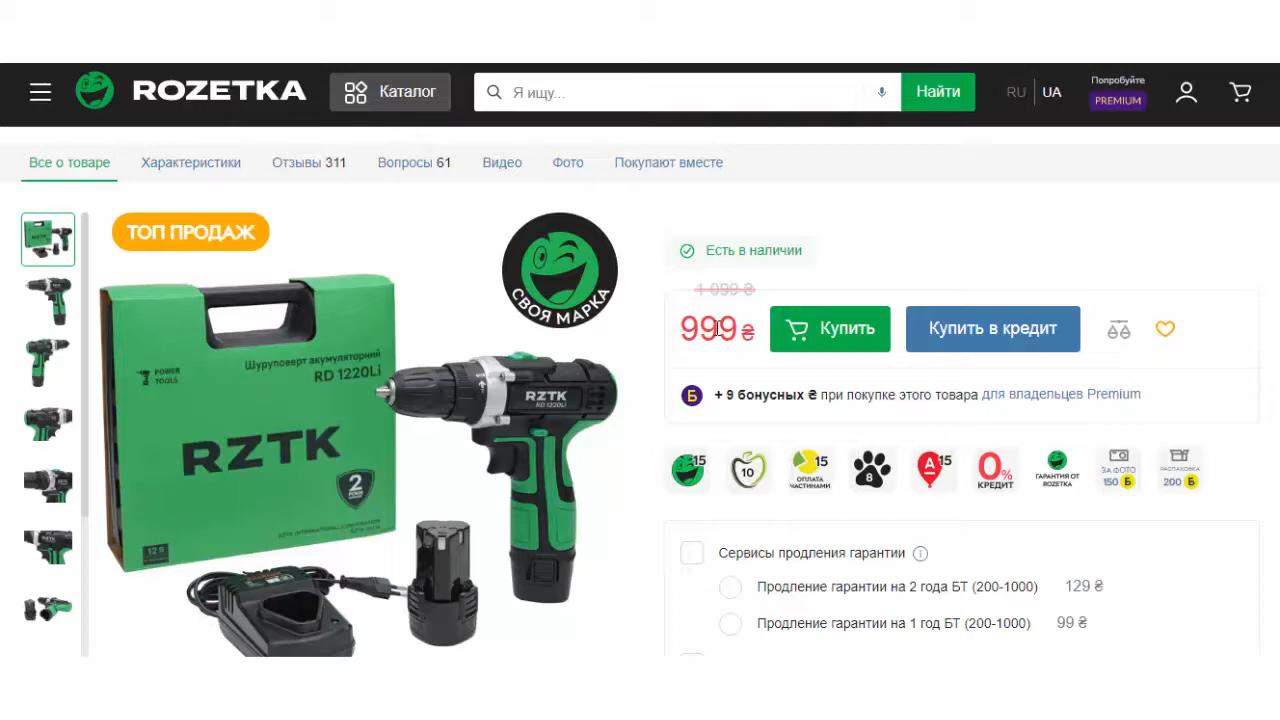 ROZETKA
Каталог
Я ищу...
Найти
RU
UA
Попробуйте
PREMIUM
Все о товаре
Характеристики
Отзывы 311
Вопросы 61
Видео
Фото
Покупают вместе
ТОП ПРОДАЖ
СВОЯ МАРКА
Шуруповерт акумуляторний
RD 1220Li
POWER
TOOLS
RZTK
2
RZTK
RD 1220Li
Есть в наличии
1 099 ₴
999 ₴
Купить
Купить в кредит
Б
+ 9 бонусных ₴ при покупке этого товара для владельцев Premium
15
10
15
ОПЛАТА
ЧАСТИНАМИ
8
А
15
0%
КРЕДИТ
ГАРАНТИЯ ОТ
ROZETKA
ЗА ФОТО
150 Б
РАСПАКОВКА
200 Б
Сервисы продления гарантии
Продление гарантии на 2 года БТ (200-1000) 129 ₴
Продление гарантии на 1 год БТ (200-1000) 99 ₴